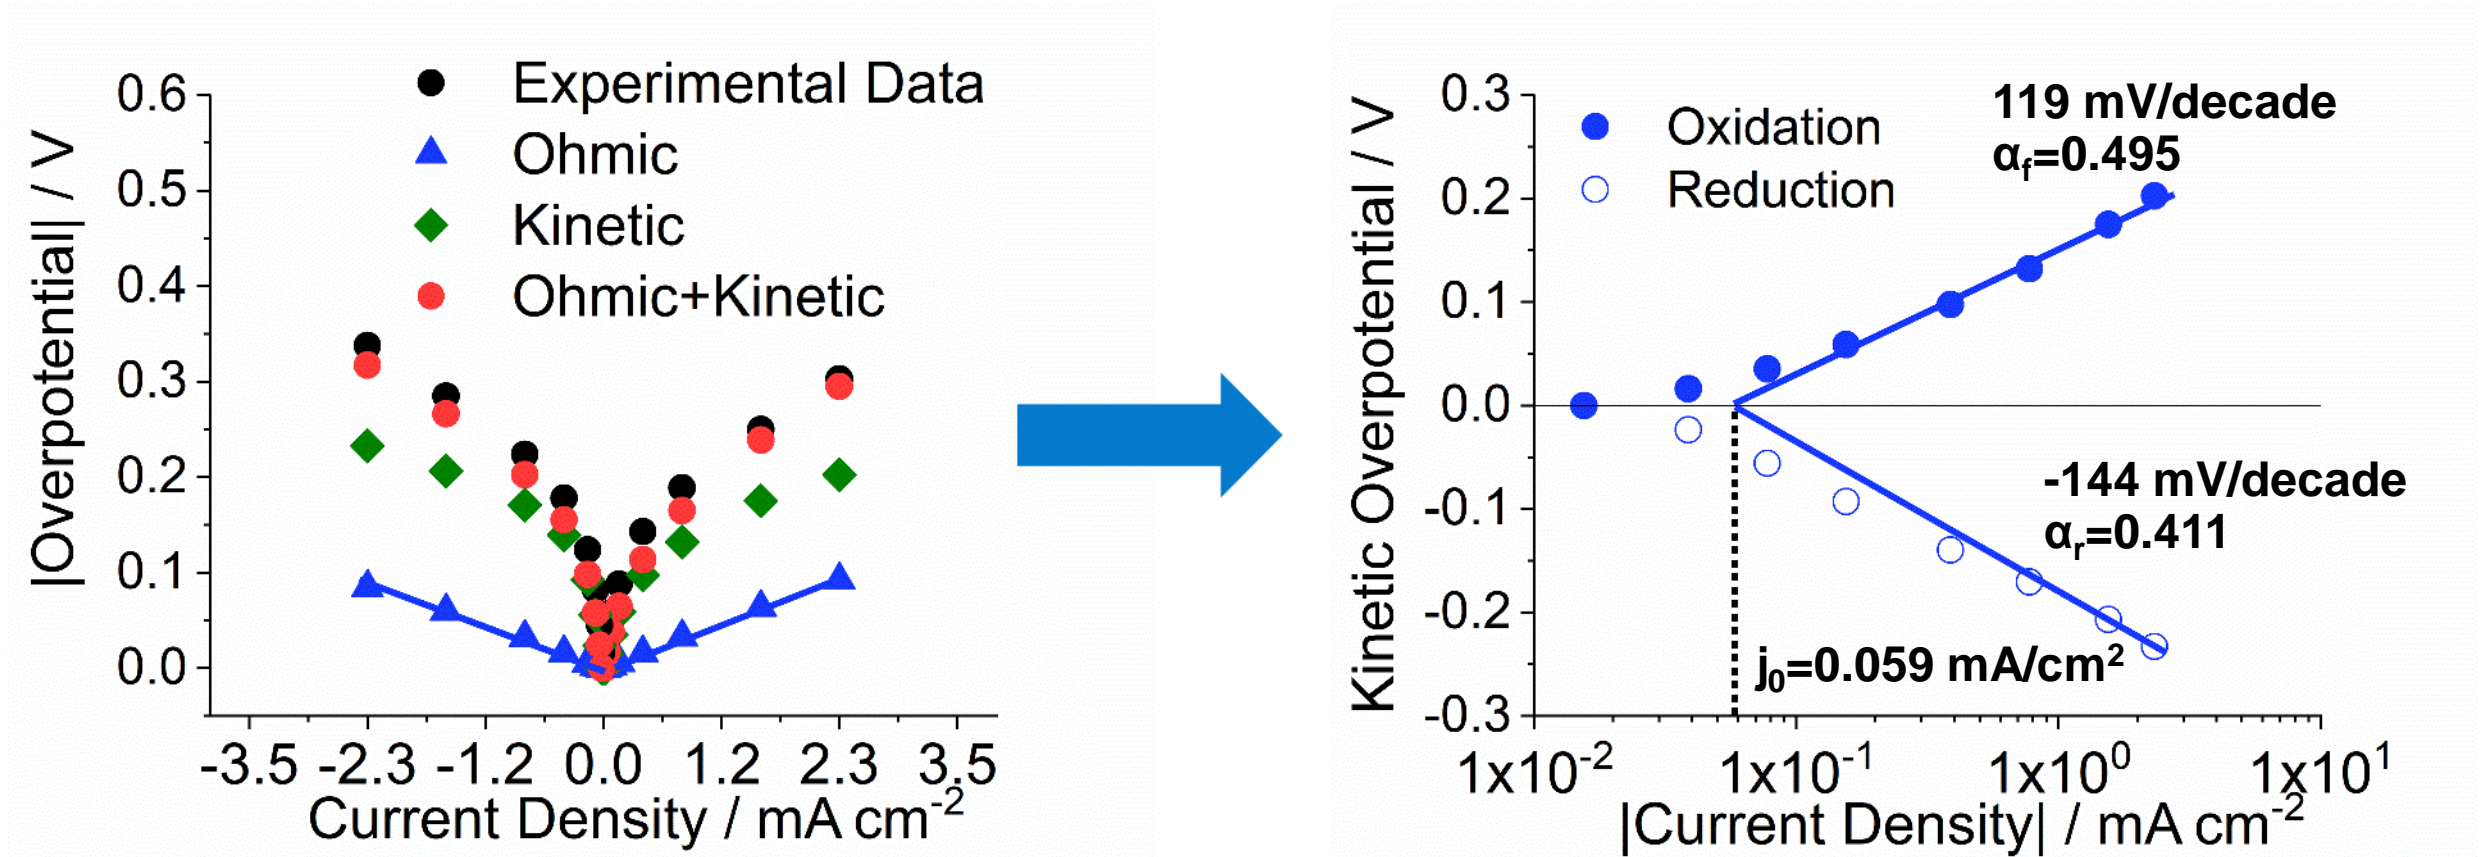 |Overpotential| / V
0.6
0.5
0.4
0.3
0.2
0.1
0.0
Experimental Data
Ohmic
Kinetic
Ohmic+Kinetic
-3.5 -2.3 -1.2 0.0 1.2 2.3 3.5
Current Density / mA cm⁻²
Kinetic Overpotential / V
0.3
0.2
0.1
0.0
-0.1
-0.2
-0.3
Oxidation
Reduction
119 mV/decade
αf=0.495
-144 mV/decade
αr=0.411
j₀=0.059 mA/cm²
1x10⁻² 1x10⁻¹ 1x10⁰ 1x10¹
|Current Density| / mA cm⁻²